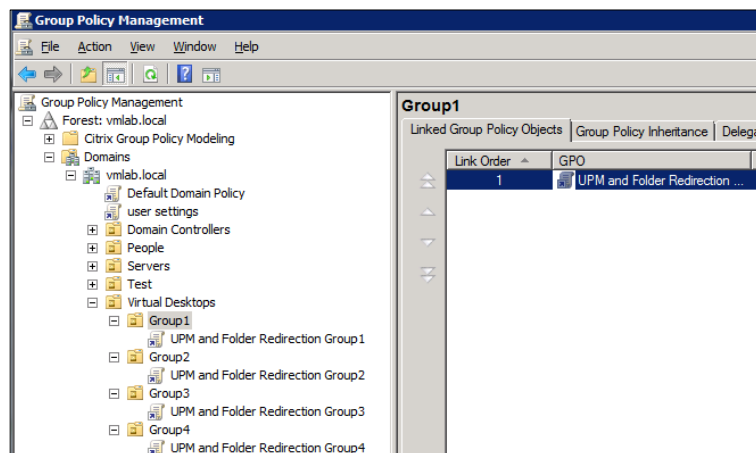 Group Policy Management
File Action View Window Help
Group Policy Management
Forest: vmlab.local
Citrix Group Policy Modeling
Domains
vmlab.local
Default Domain Policy
user settings
Domain Controllers
People
Servers
Test
Virtual Desktops
Group1
UPM and Folder Redirection Group1
Group2
UPM and Folder Redirection Group2
Group3
UPM and Folder Redirection Group3
Group4
UPM and Folder Redirection Group4
Group1
Linked Group Policy Objects Group Policy Inheritance Delega
Link Order GPO
1 UPM and Folder Redirection ...